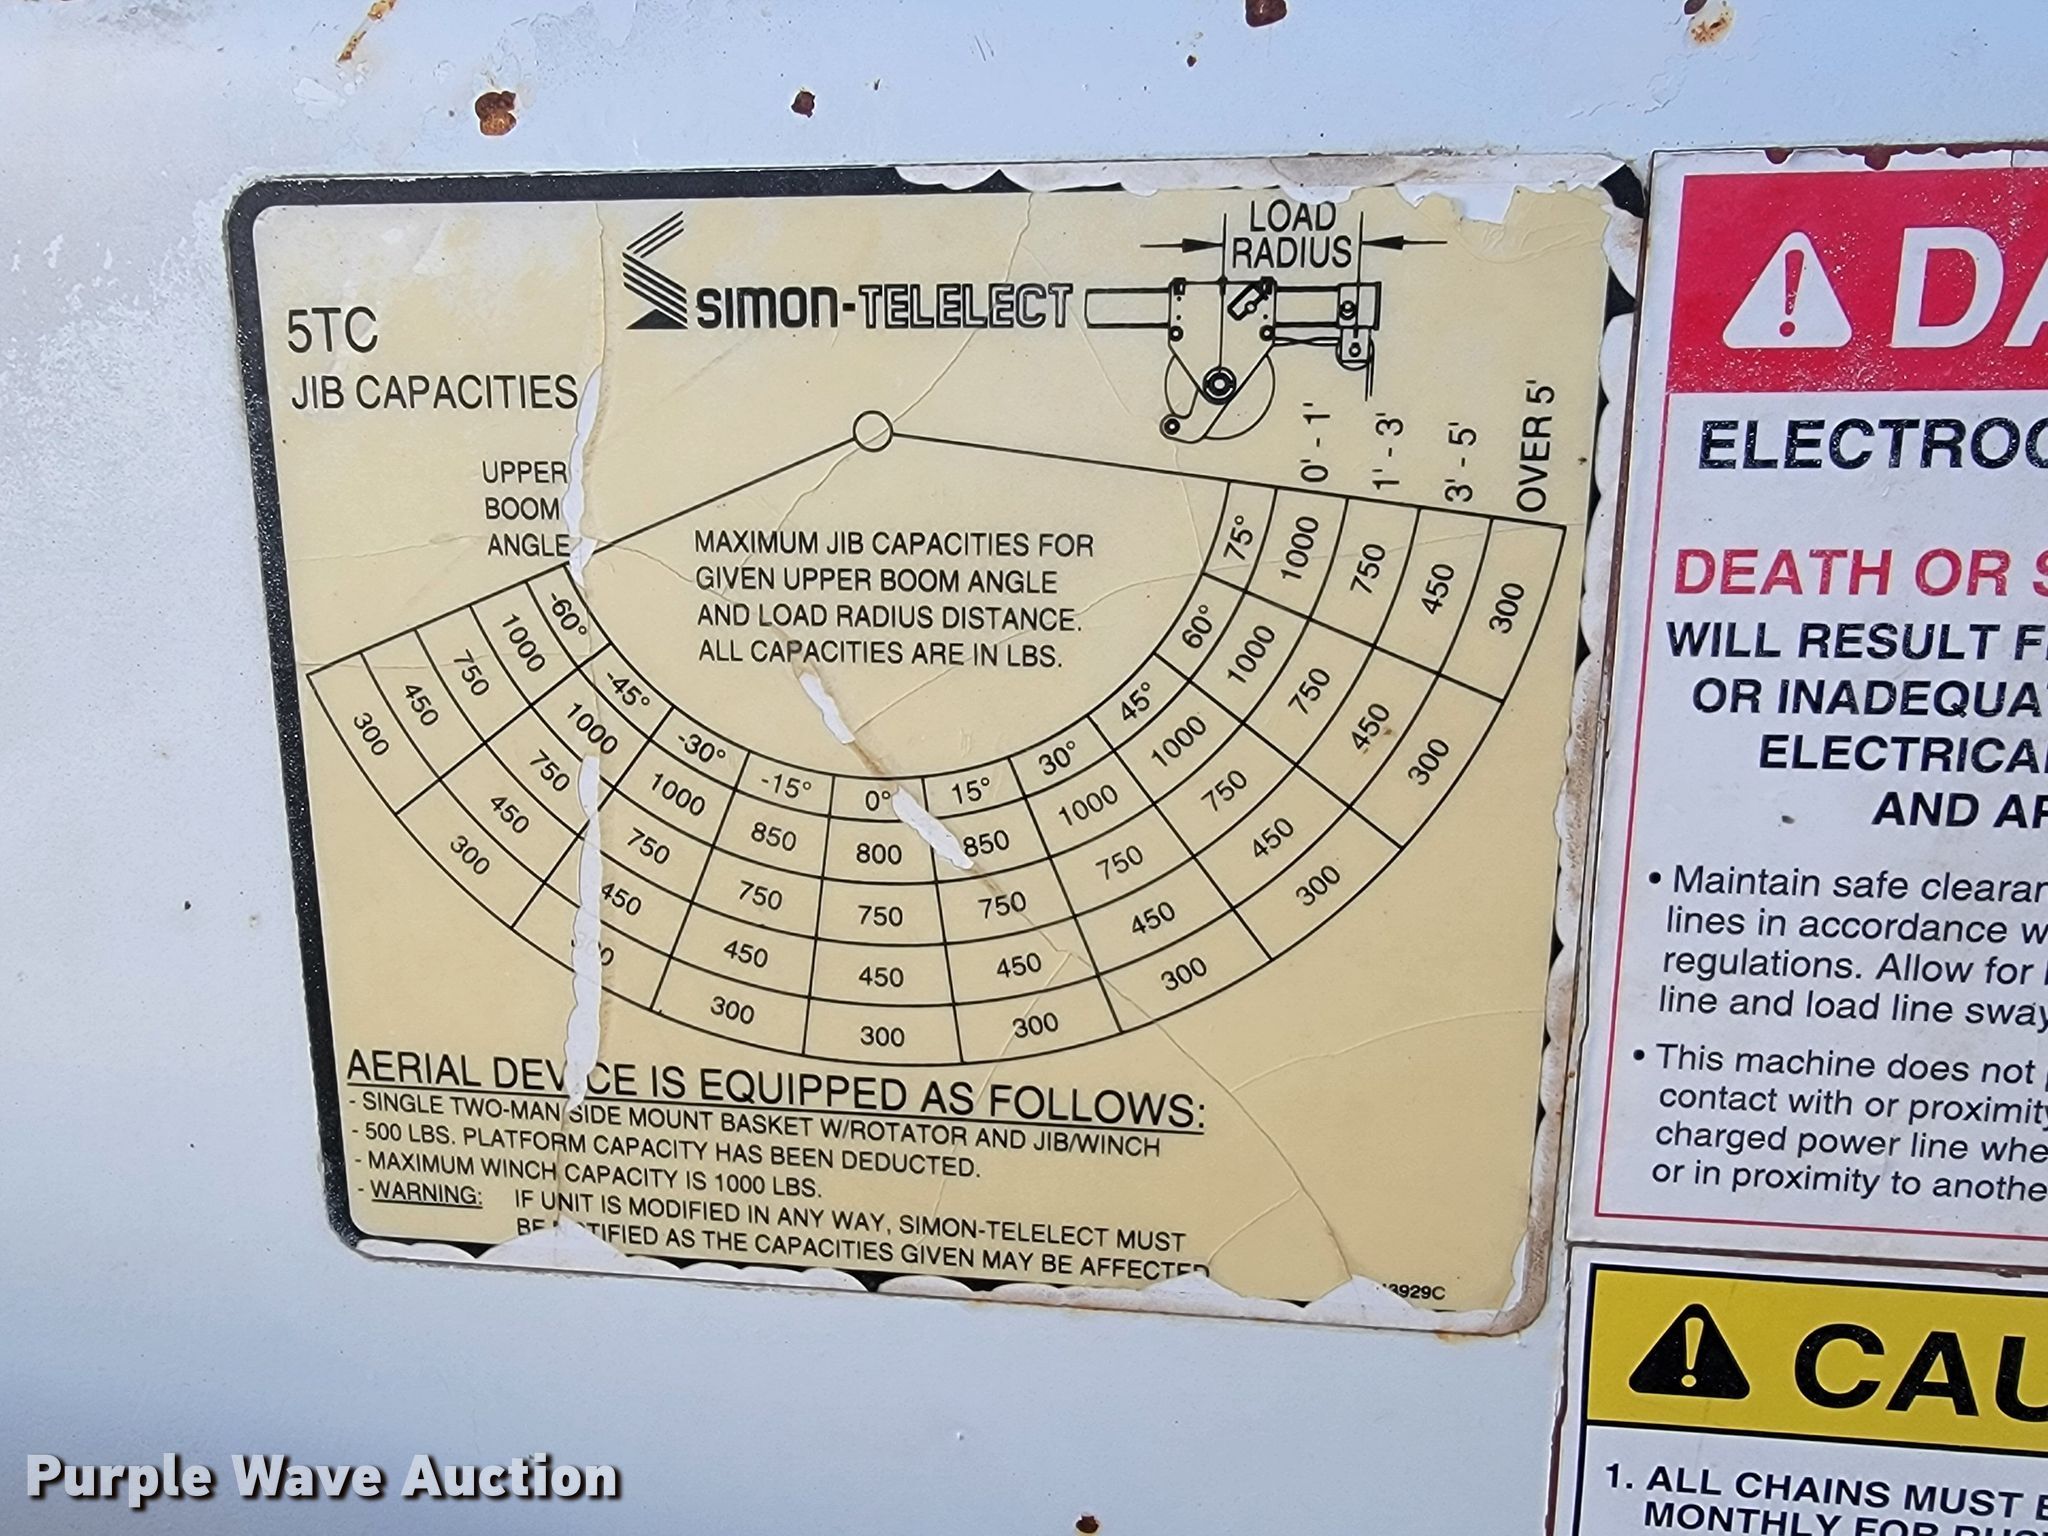 LOAD
RADIUS
SIMON-TELELECT
5TC
JIB CAPACITIES
0' - 1'
1' - 3'
3' - 5'
OVER 5'
UPPER
BOOM
ANGLE
MAXIMUM JIB CAPACITIES FOR
GIVEN UPPER BOOM ANGLE
AND LOAD RADIUS DISTANCE.
ALL CAPACITIES ARE IN LBS.
-60° 1000 750 450 300
-45° 1000 750 450 300
-30° 1000 750 450
-15° 850 750 450 300
0° 800 750 450 300
15° 850 750 450 300
30° 1000 750 450 300
45° 1000 750 450 300
60° 1000 750 450 300
75° 1000 750 450 300
AERIAL DEV CE IS EQUIPPED AS FOLLOWS:
- SINGLE TWO-MAN SIDE MOUNT BASKET W/ROTATOR AND JIB/WINCH
- 500 LBS. PLATFORM CAPACITY HAS BEEN DEDUCTED.
- MAXIMUM WINCH CAPACITY IS 1000 LBS.
- WARNING: IF UNIT IS MODIFIED IN ANY WAY, SIMON-TELELECT MUST
BE TIFIED AS THE CAPACITIES GIVEN MAY BE AFFECTED
3929C
DA
ELECTROC
DEATH OR S
WILL RESULT F
OR INADEQUA
ELECTRICA
AND AP
• Maintain safe clearan
lines in accordance w
regulations. Allow for
line and load line sway
• This machine does not
contact with or proximity
charged power line whe
or in proximity to anothe
CAU
1. ALL CHAINS MUST
MONTHLY FOR
Purple Wave Auction